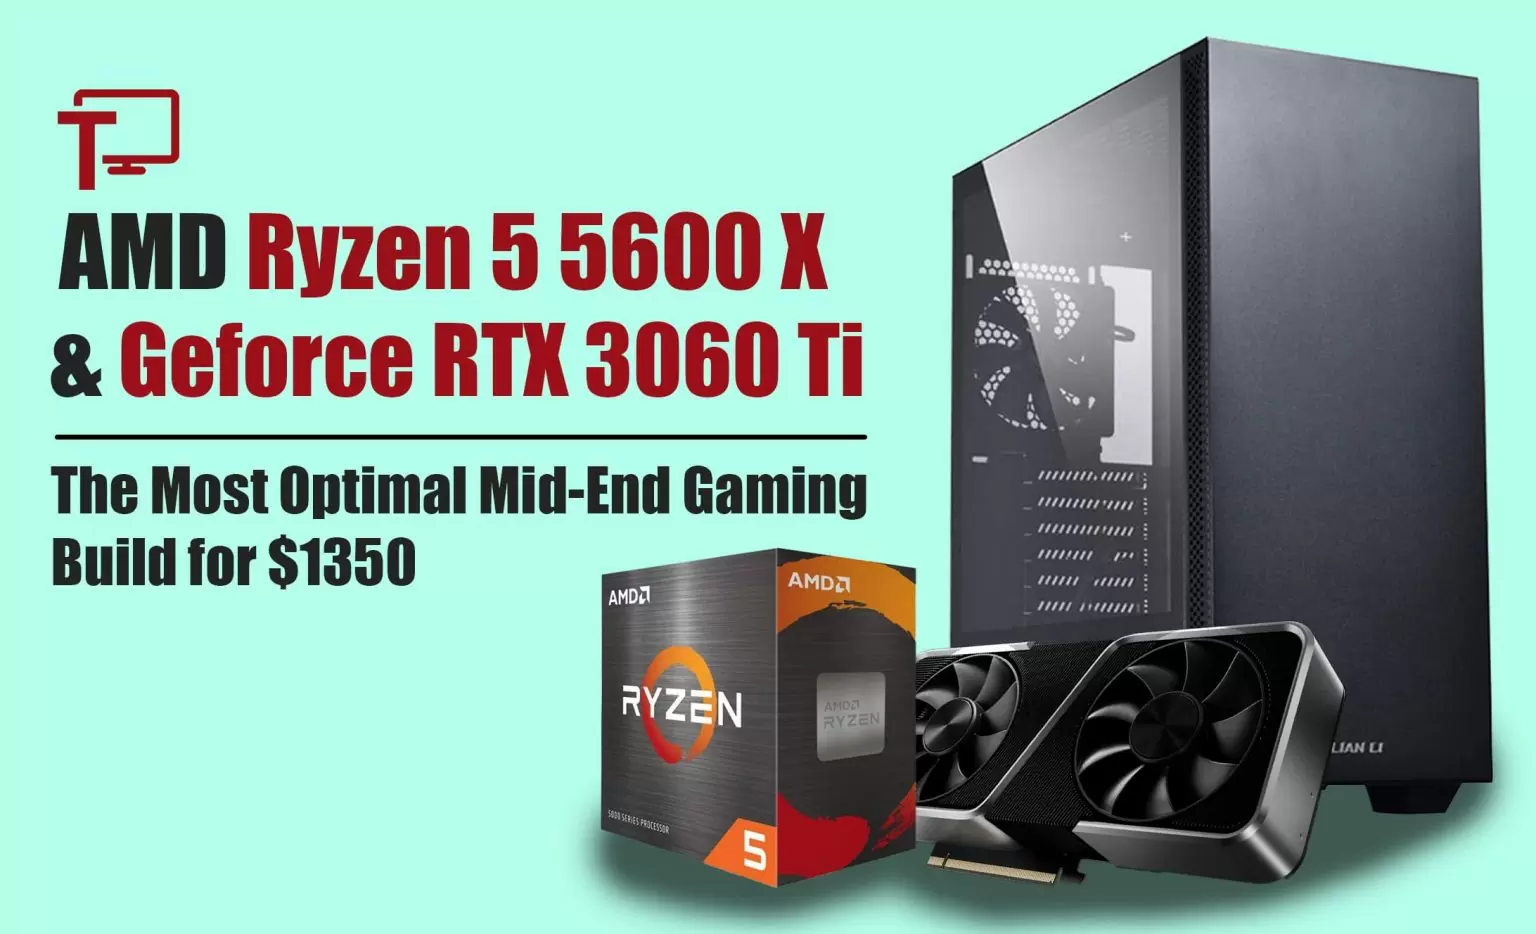 T
AMD Ryzen 5 5600 X
& Geforce RTX 3060 Ti
The Most Optimal Mid-End Gaming
Build for $1350
AMD
RYZEN
5000 SERIES PROCESSOR
5
AMD
AMD
RYZEN
LIAN LI